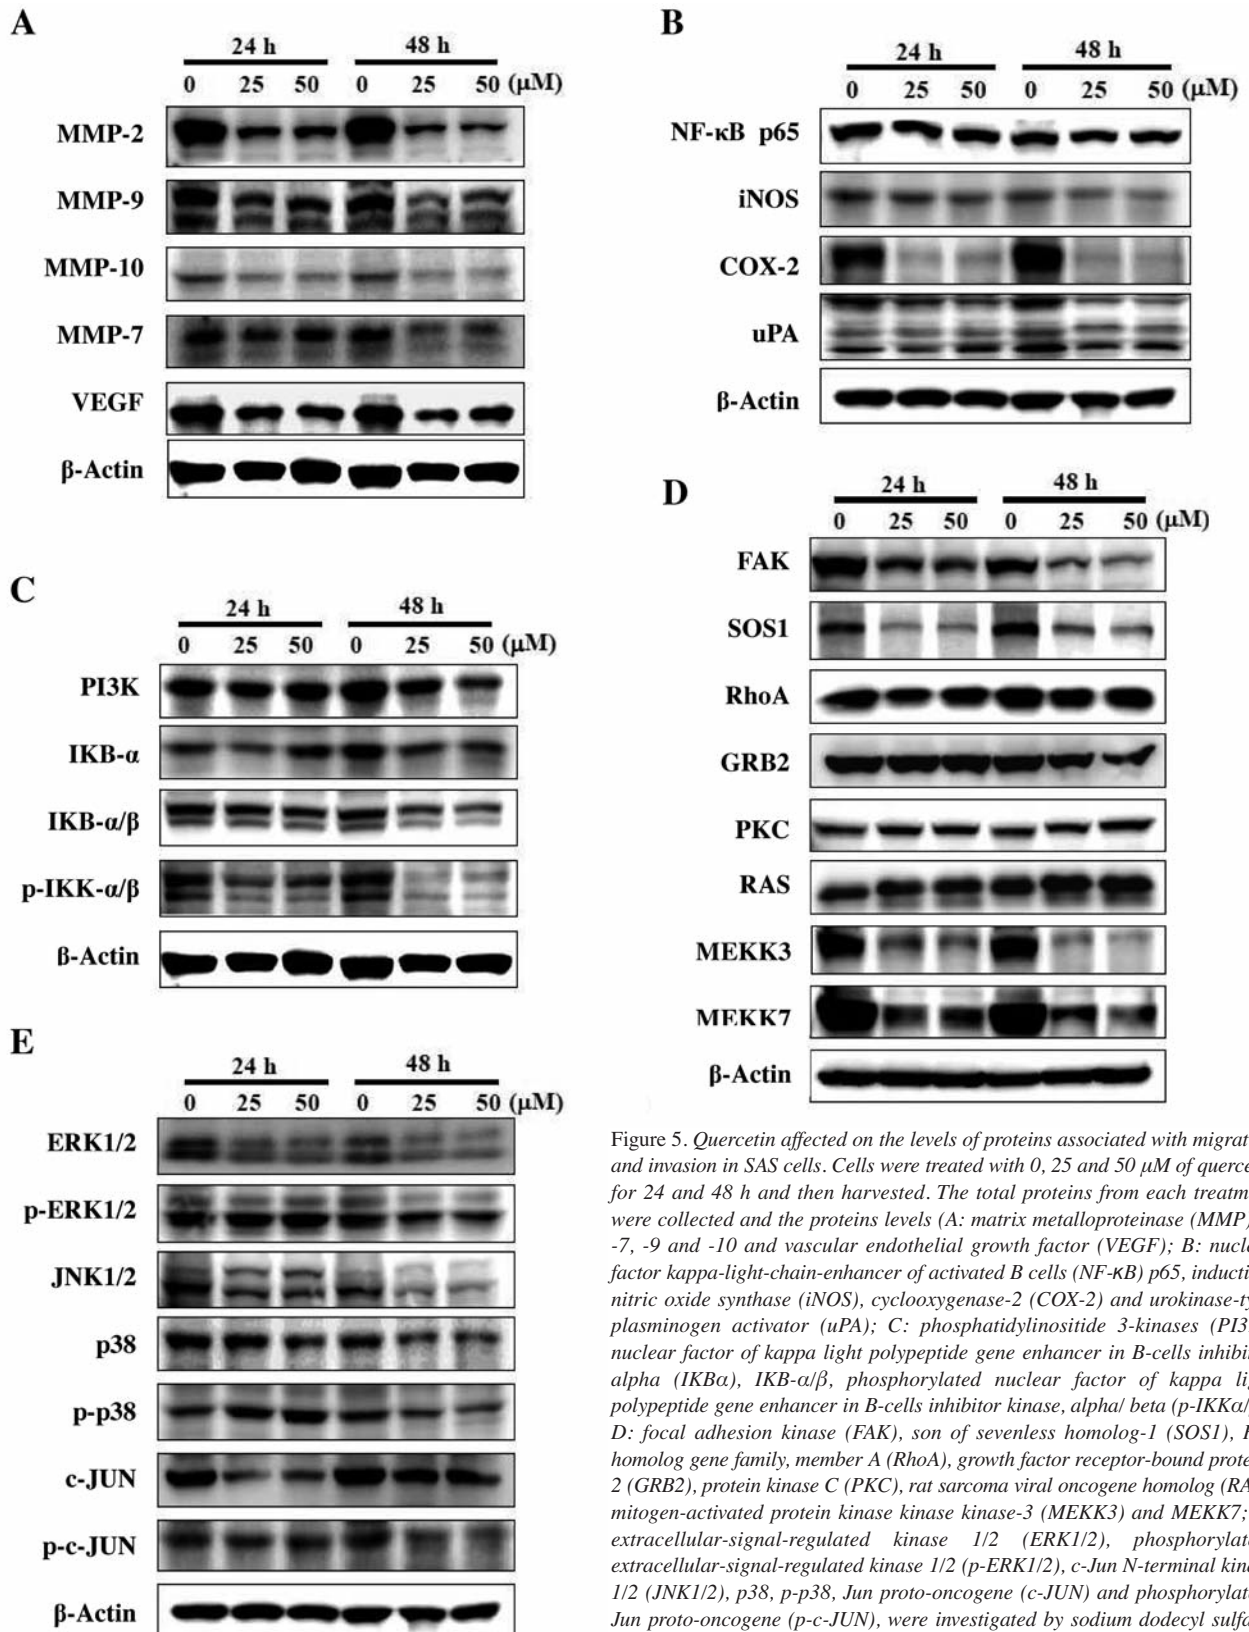 A
24 h 48 h
0 25 50 0 25 50 (µM)
MMP-2
MMP-9
MMP-10
MMP-7
VEGF
β-Actin
B
24 h 48 h
0 25 50 0 25 50 (µM)
NF-κB p65
iNOS
COX-2
uPA
β-Actin
C
24 h 48 h
0 25 50 0 25 50 (µM)
PI3K
IKB-α
IKB-α/β
p-IKK-α/β
β-Actin
D
24 h 48 h
0 25 50 0 25 50 (µM)
FAK
SOS1
RhoA
GRB2
PKC
RAS
MEKK3
MEKK7
β-Actin
E
24 h 48 h
0 25 50 0 25 50 (µM)
ERK1/2
p-ERK1/2
JNK1/2
p38
p-p38
c-JUN
p-c-JUN
β-Actin
Figure 5. Quercetin affected on the levels of proteins associated with migrat
and invasion in SAS cells. Cells were treated with 0, 25 and 50 µM of querce
for 24 and 48 h and then harvested. The total proteins from each treatm
were collected and the proteins levels (A: matrix metalloproteinase (MMP)
-7, -9 and -10 and vascular endothelial growth factor (VEGF); B: nucle
factor kappa-light-chain-enhancer of activated B cells (NF-κB) p65, inducti
nitric oxide synthase (iNOS), cyclooxygenase-2 (COX-2) and urokinase-ty
plasminogen activator (uPA); C: phosphatidylinositide 3-kinases (PI3
nuclear factor of kappa light polypeptide gene enhancer in B-cells inhibit
alpha (IKBα), IKB-α/β, phosphorylated nuclear factor of kappa lig
polypeptide gene enhancer in B-cells inhibitor kinase, alpha/ beta (p-IKKα/
D: focal adhesion kinase (FAK), son of sevenless homolog-1 (SOS1), R
homolog gene family, member A (RhoA), growth factor receptor-bound prote
2 (GRB2), protein kinase C (PKC), rat sarcoma viral oncogene homolog (RA
mitogen-activated protein kinase kinase kinase-3 (MEKK3) and MEKK7;
extracellular-signal-regulated kinase 1/2 (ERK1/2), phosphorylat
extracellular-signal-regulated kinase 1/2 (p-ERK1/2), c-Jun N-terminal kina
1/2 (JNK1/2), p38, p-p38, Jun proto-oncogene (c-JUN) and phosphorylat
Jun proto-oncogene (p-c-JUN), were investigated by sodium dodecyl sulfa